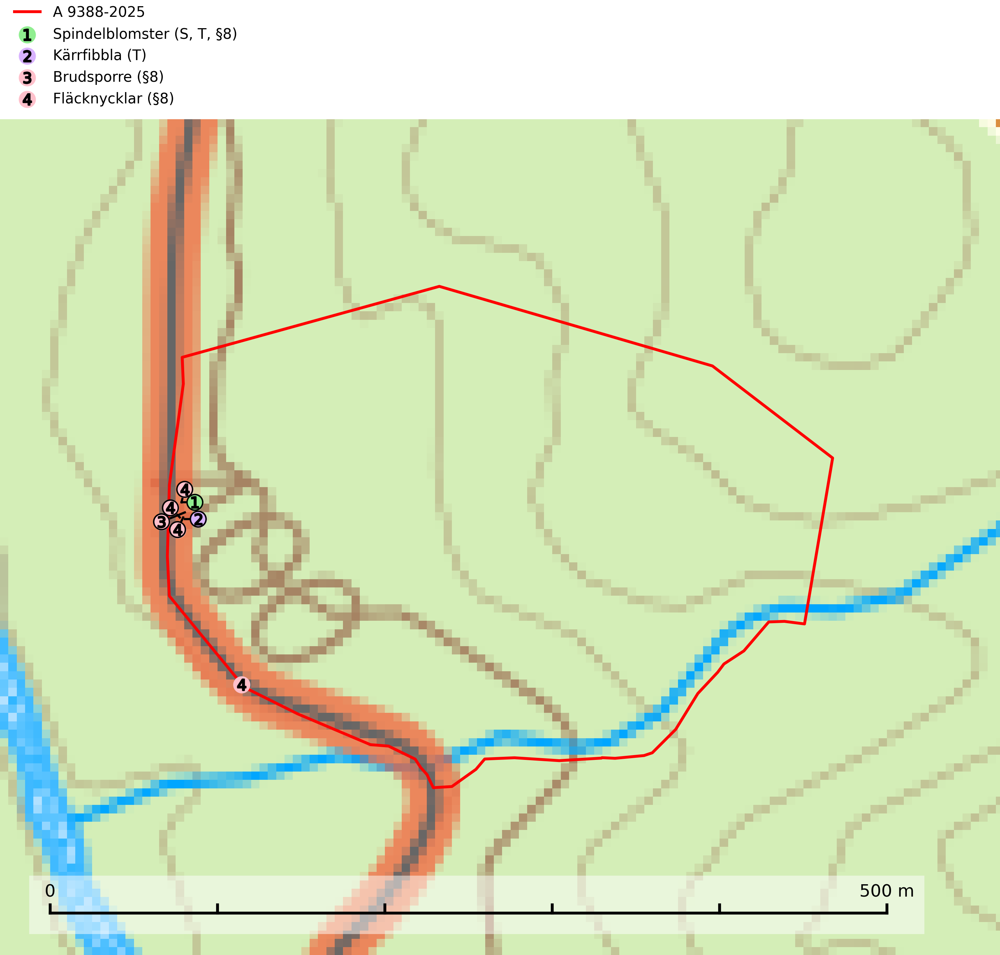 A 9388-2025
1 Spindelblomster (S, T, §8)
2 Kärrfibbla (T)
3 Brudsporre (§8)
4 Fläcknycklar (§8)
4
1
4
3
2
4
4
0 500 m